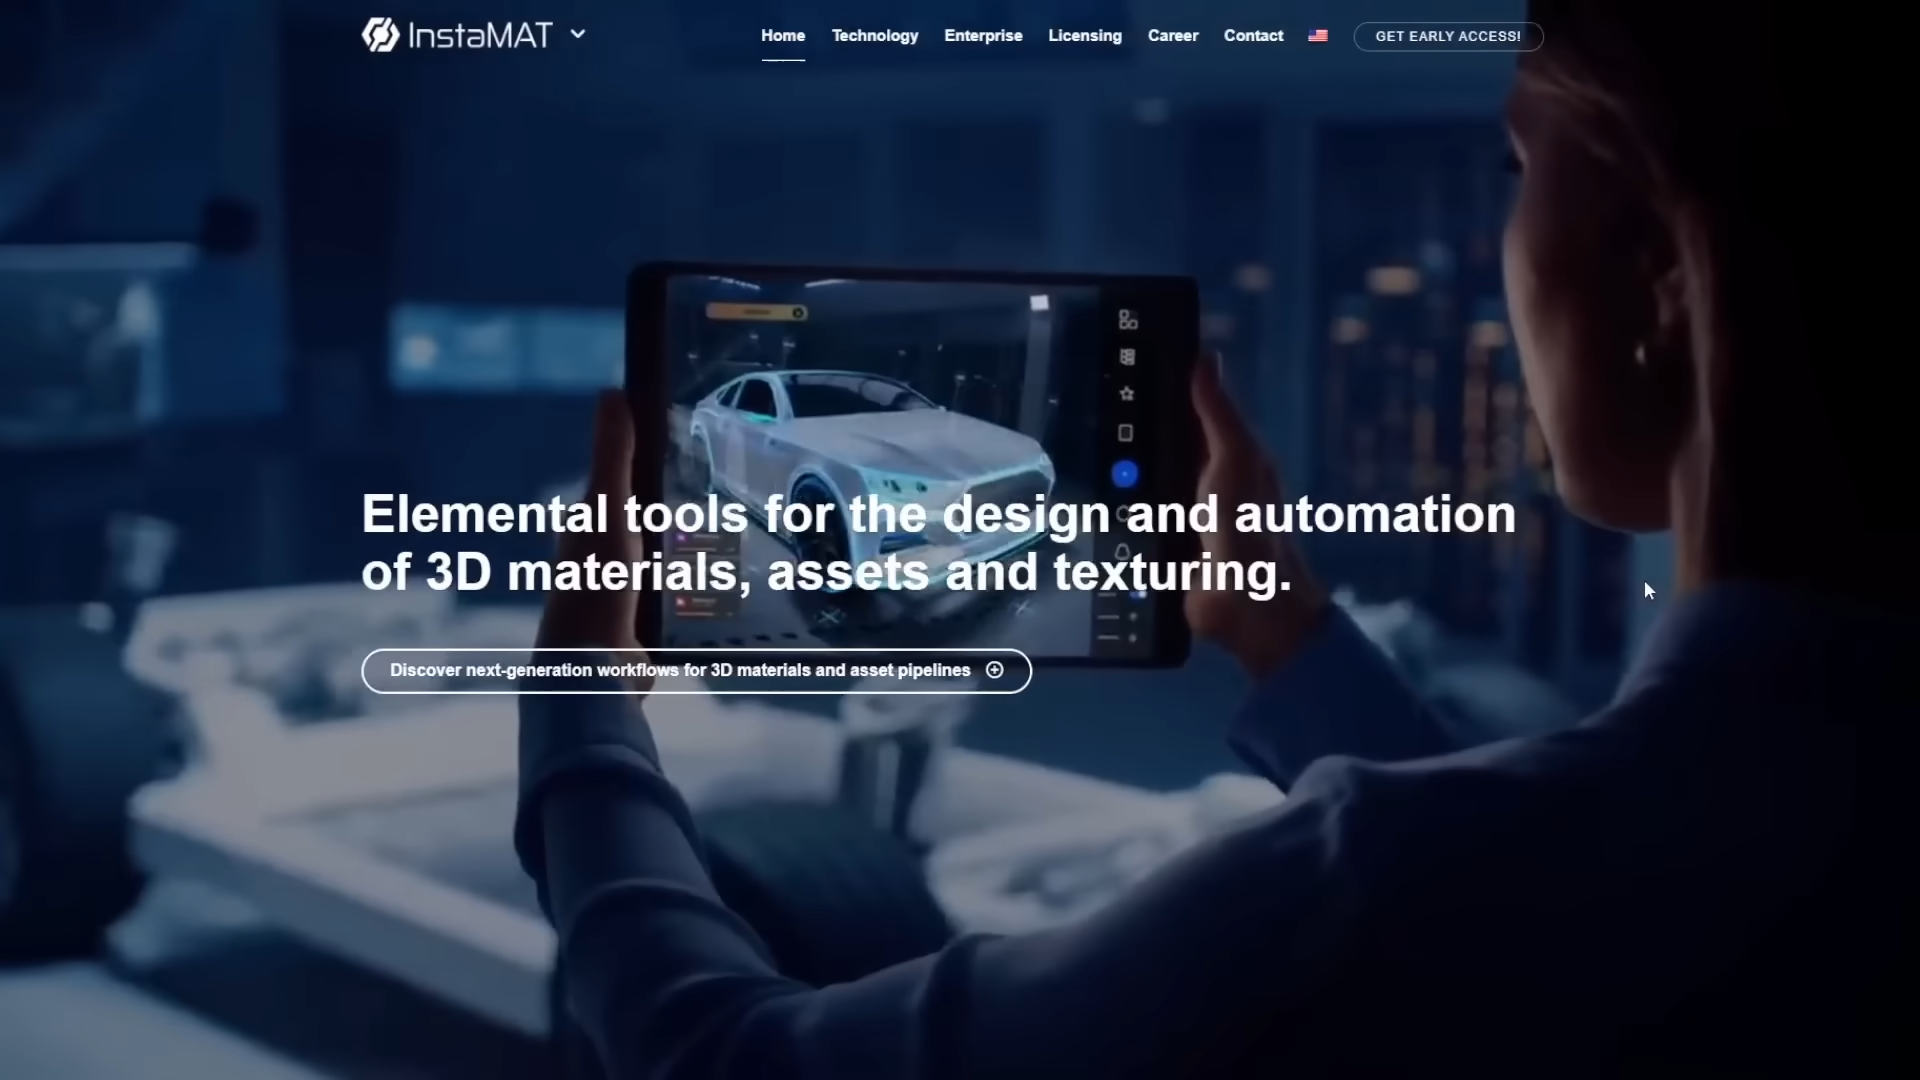 InstaMAT
Home Technology Enterprise Licensing Career Contact GET EARLY ACCESS!
Elemental tools for the design and automation
of 3D materials, assets and texturing.
Discover next-generation workflows for 3D materials and asset pipelines